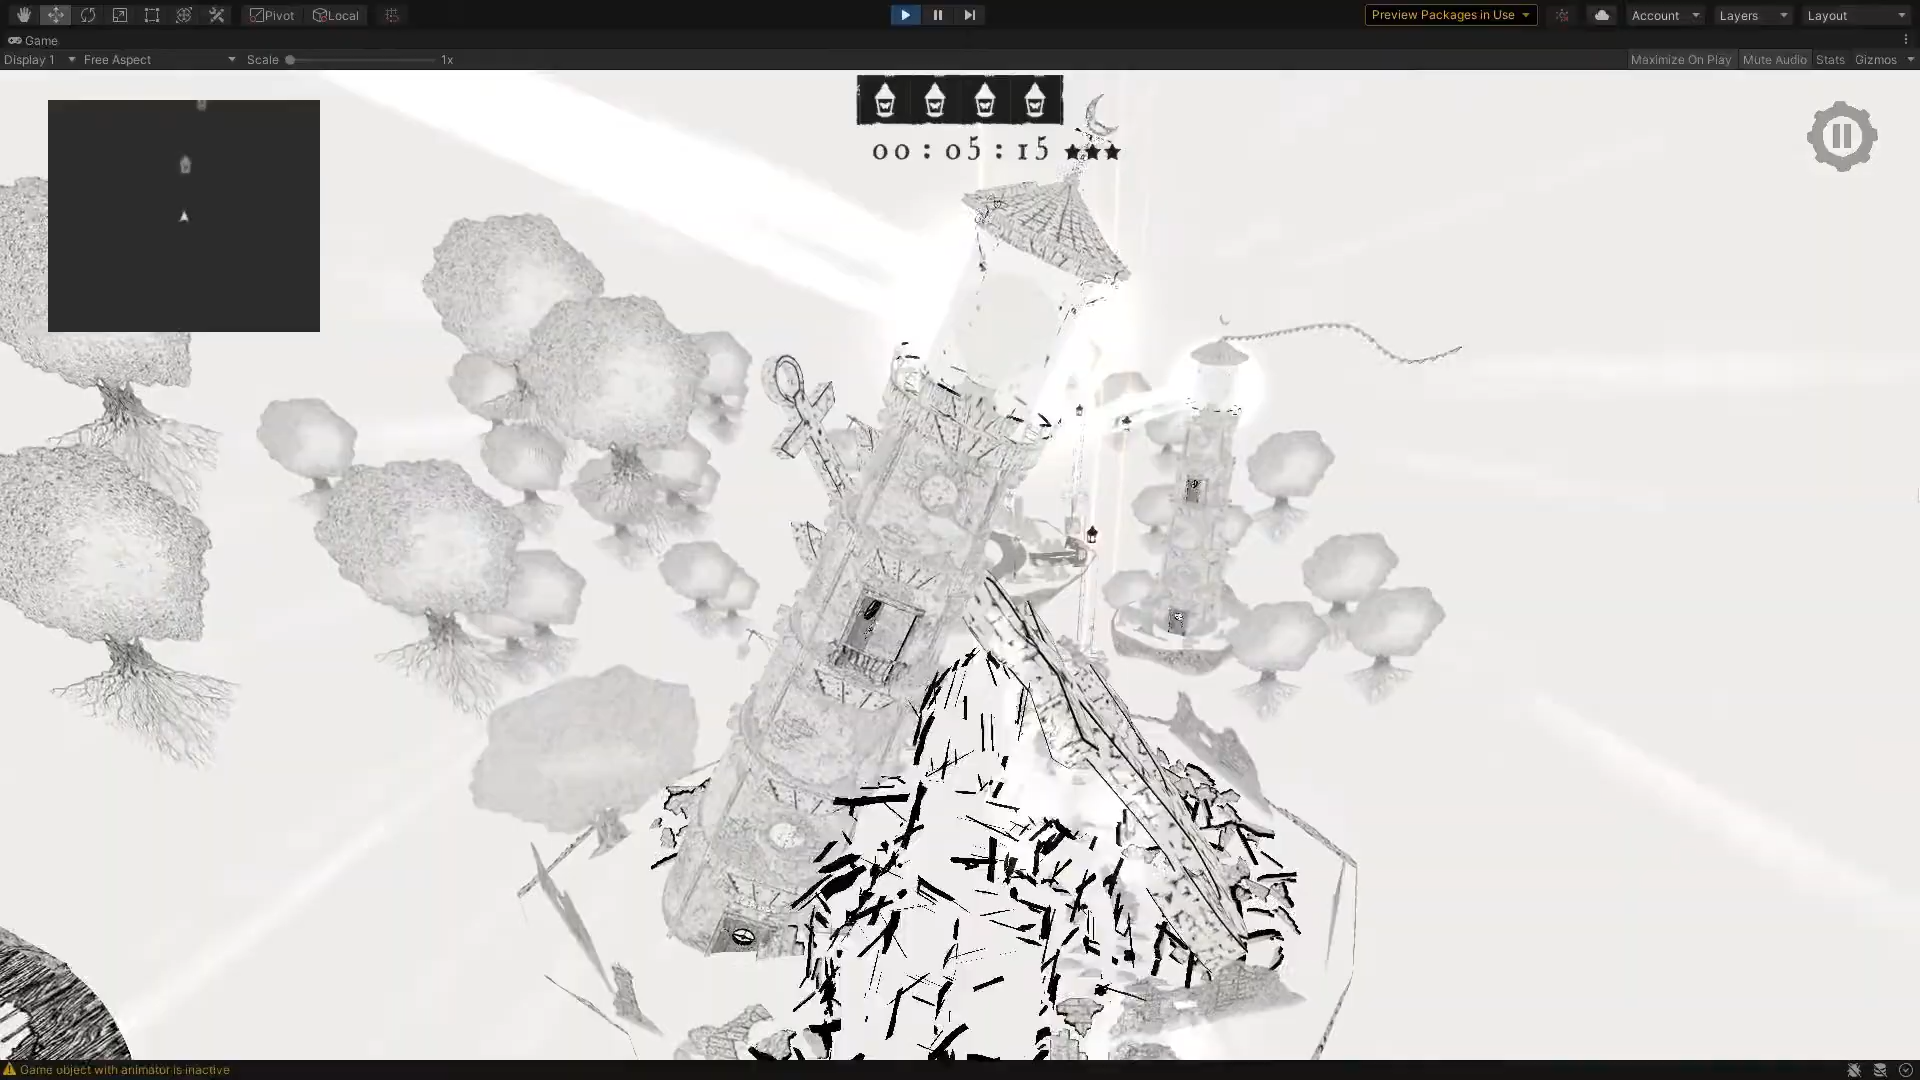 Pivot Local Preview Packages in Use Account Layers Layout
Game
Display 1 Free Aspect Scale 1x Maximize On Play Mute Audio Stats Gizmos
00 : 05 : 15
Game object with animator is inactive